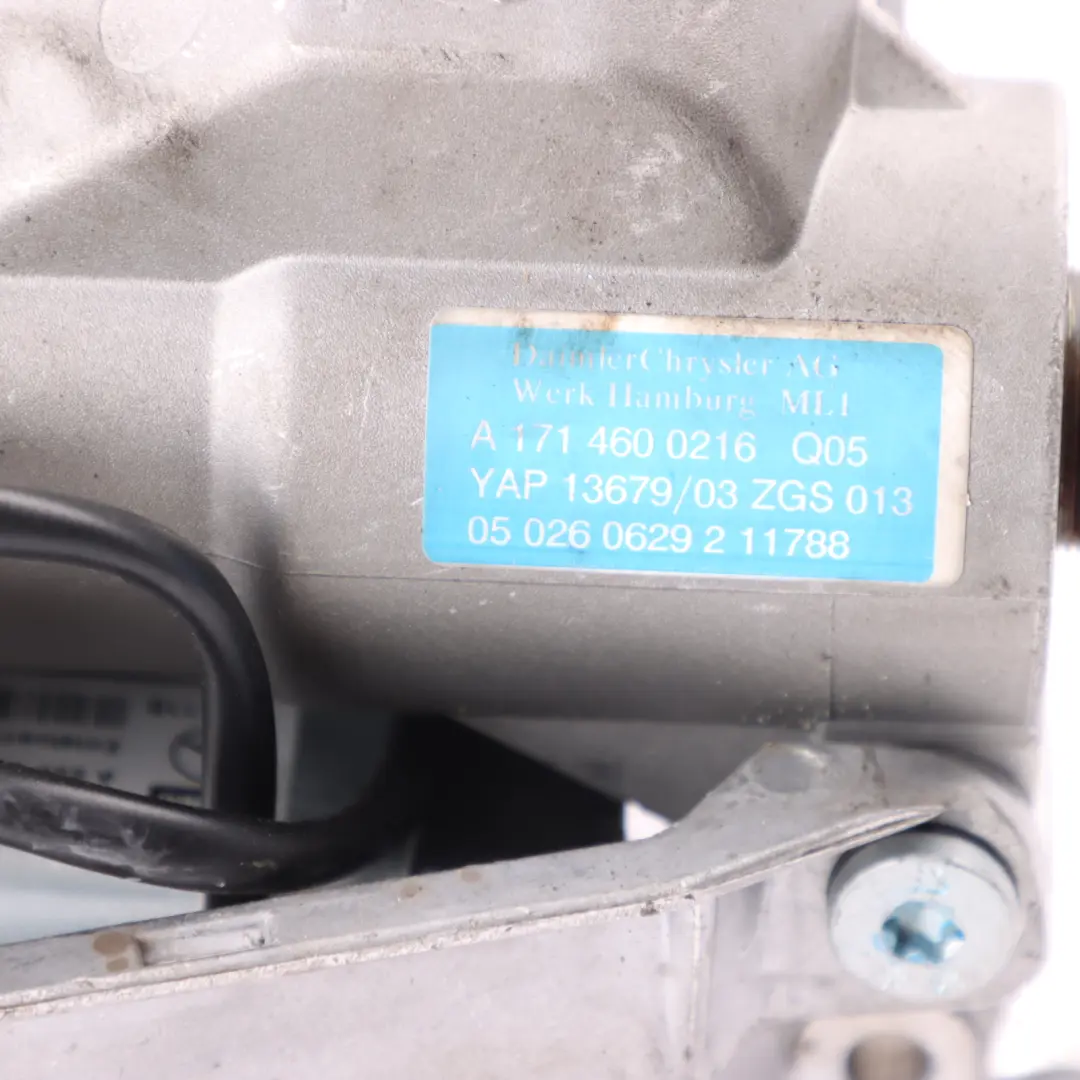 DaimlerChrysler AG
Werk Hamburg ML1
A 171 460 0216 Q05
YAP 13679/03 ZGS 013
05 026 0629 2 11788